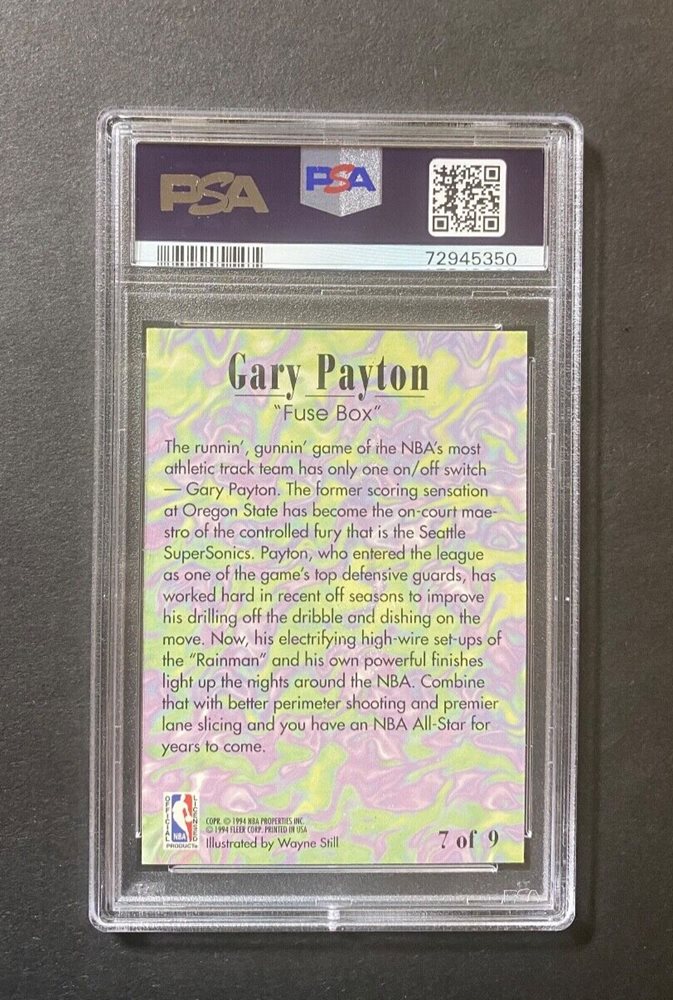 PSA
PSA
72945350
Gary Payton
"Fuse Box"
The runnin', gunnin' game of the NBA's most
athletic track team has only one on/off switch
— Gary Payton. The former scoring sensation
at Oregon State has become the on-court mae-
stro of the controlled fury that is the Seattle
SuperSonics. Payton, who entered the league
as one of the game's top defensive guards, has
worked hard in recent off seasons to improve
his drilling off the dribble and dishing on the
move. Now, his electrifying high-wire set-ups of
the "Rainman" and his own powerful finishes
light up the nights around the NBA. Combine
that with better perimeter shooting and premier
lane slicing and you have an NBA All-Star for
years to come.
OFFICIAL
LICENSED
NBA
PRODUCTS
COPR. © 1994 NBA PROPERTIES INC.
© 1994 FLEER CORP. PRINTED IN USA
Illustrated by Wayne Still
7 of 9
PSA